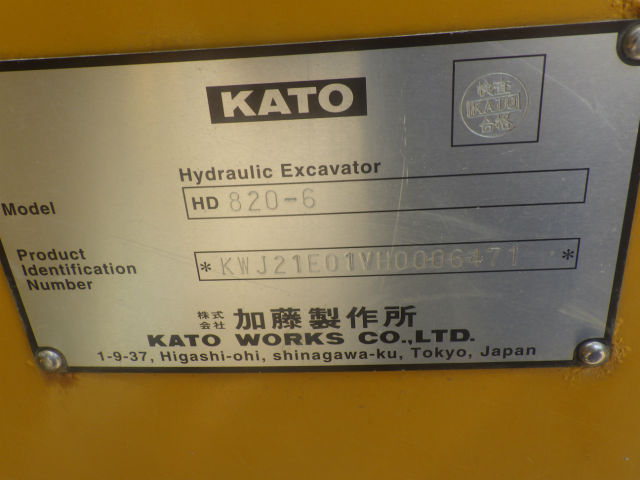 KATO
検査
KATO
合格
Hydraulic Excavator
Model HD 820-6
Product
Identification
Number
*KWJ21E01VH0006471*
株式
会社 加藤製作所
KATO WORKS CO.,LTD.
1-9-37, Higashi-ohi, shinagawa-ku, Tokyo, Japan